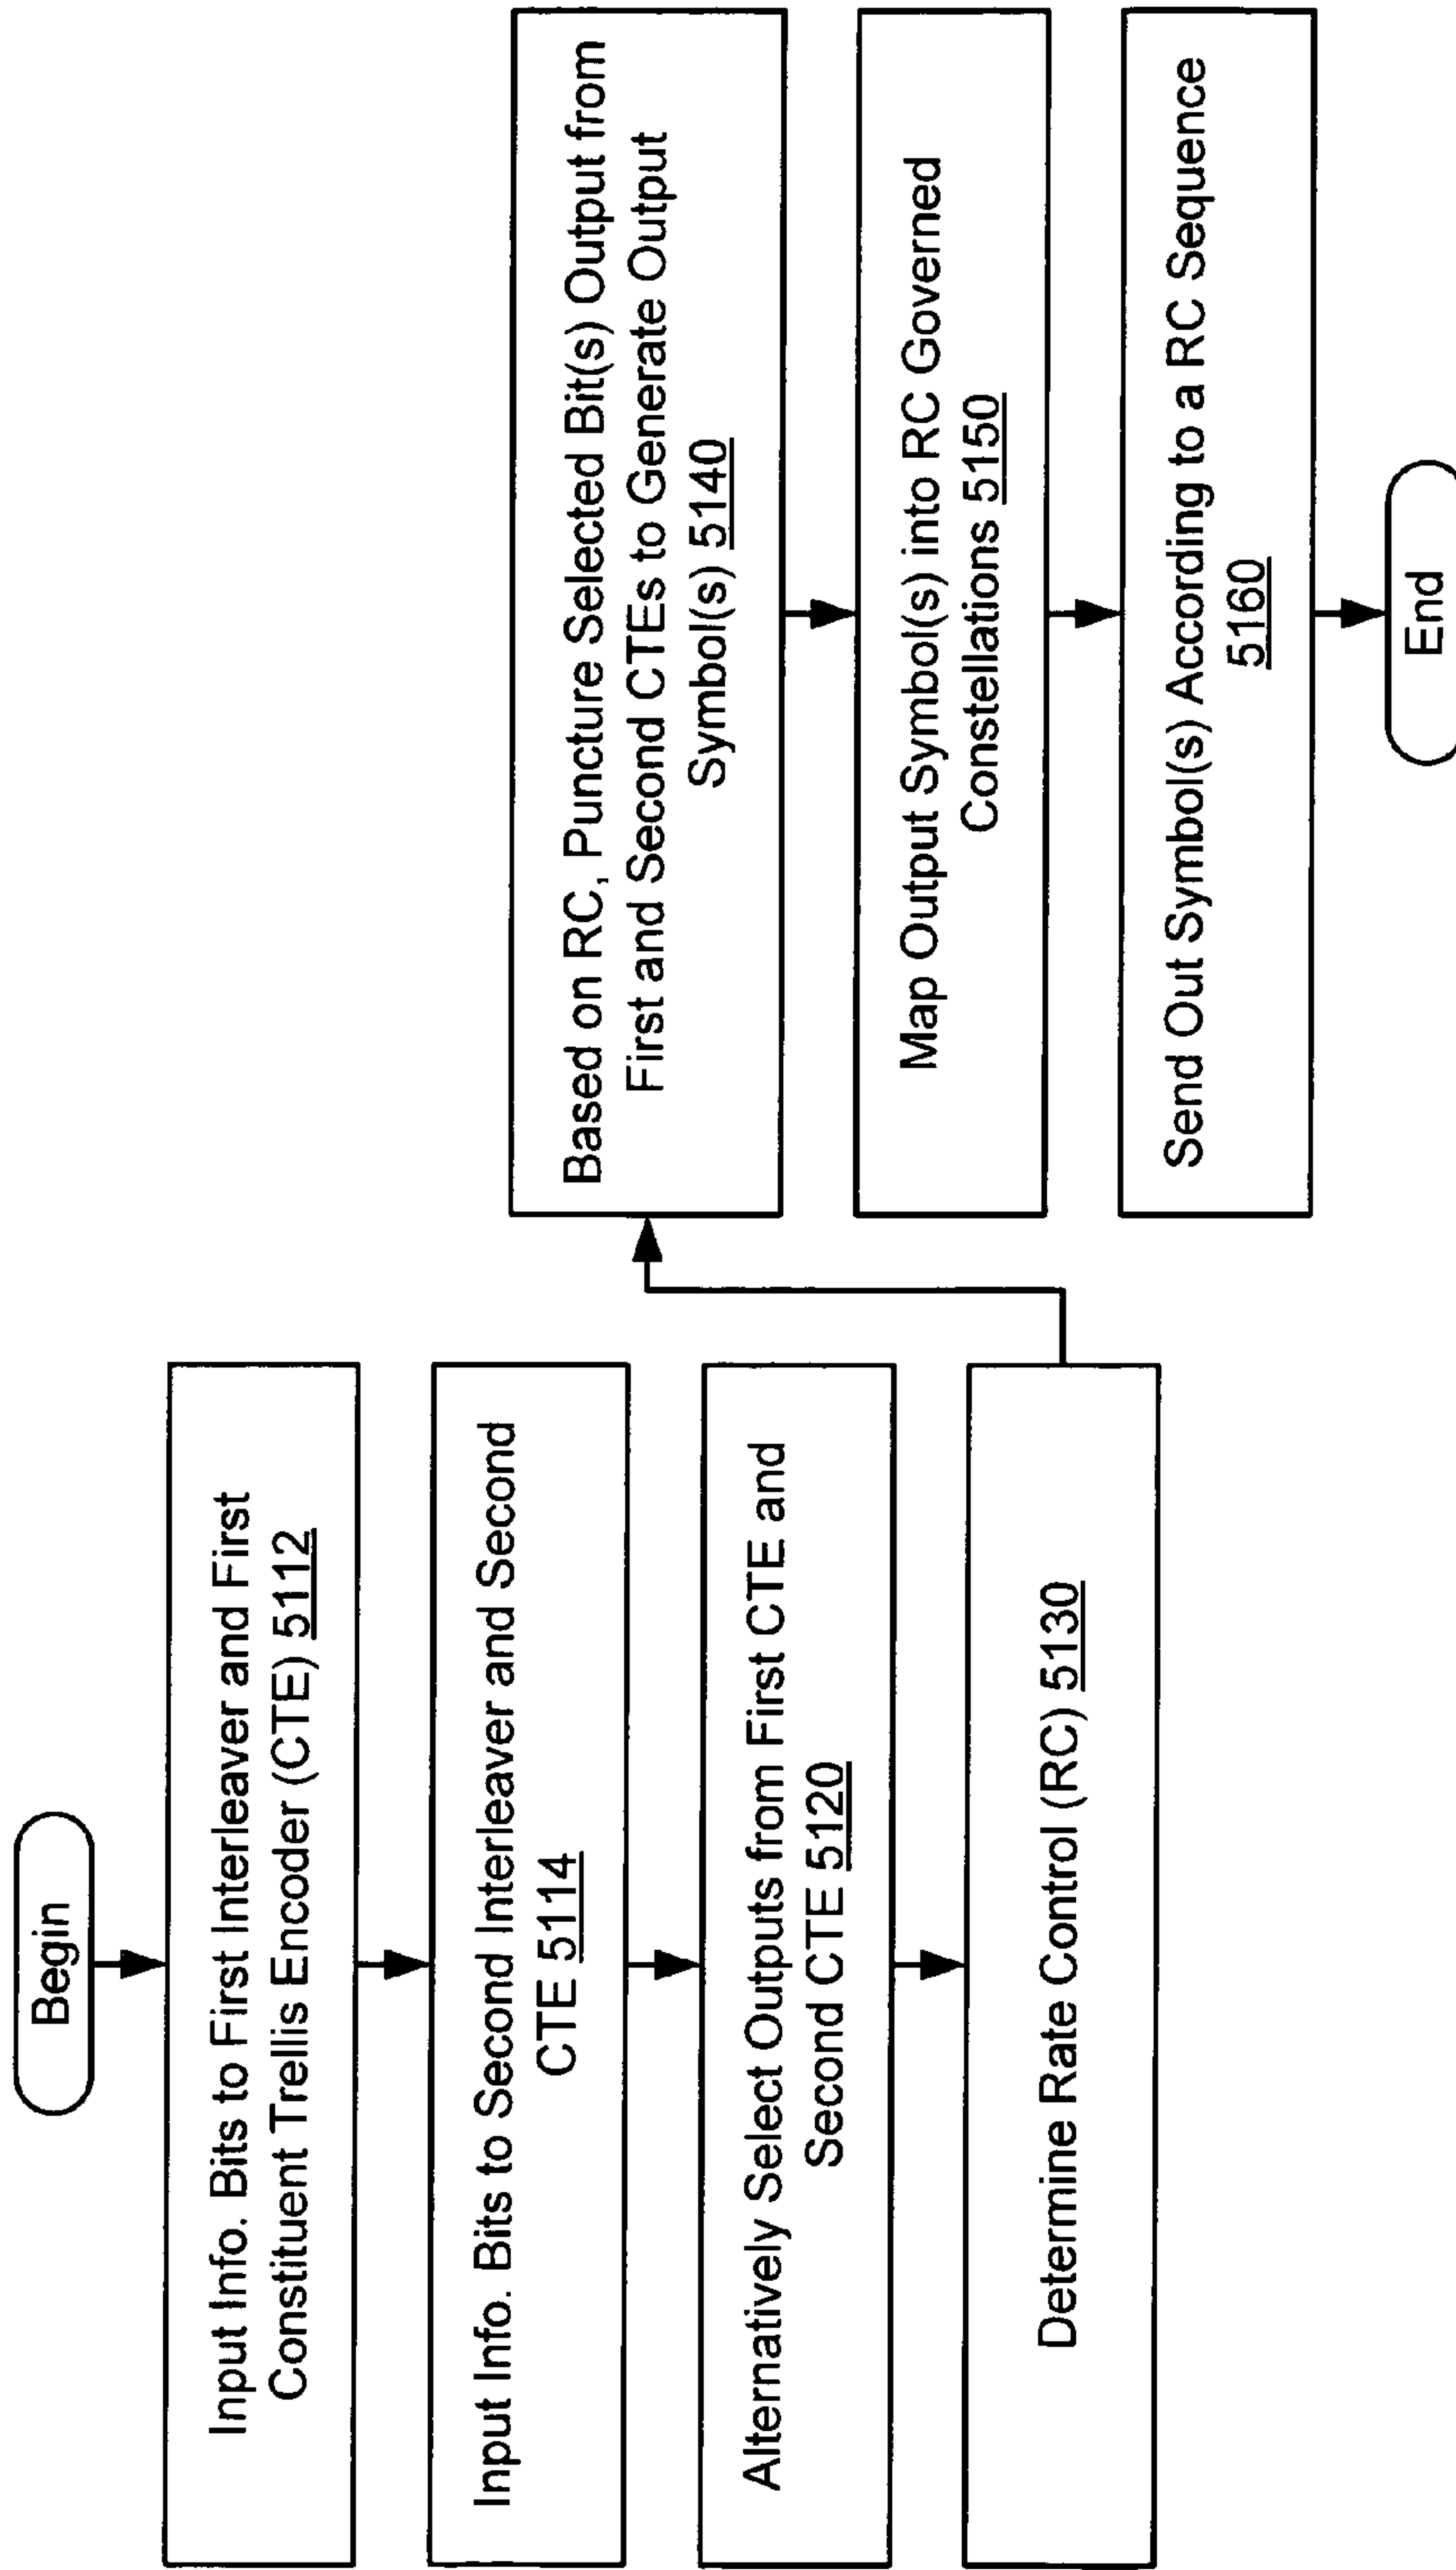 Begin
Input Info. Bits to First Interleaver and First
Constituent Trellis Encoder (CTE) 5112
Input Info. Bits to Second Interleaver and Second
CTE 5114
Alternatively Select Outputs from First CTE and
Second CTE 5120
Determine Rate Control (RC) 5130
Based on RC, Puncture Selected Bit(s) Output from
First and Second CTEs to Generate Output
Symbol(s) 5140
Map Output Symbol(s) into RC Governed
Constellations 5150
Send Out Symbol(s) According to a RC Sequence
5160
End